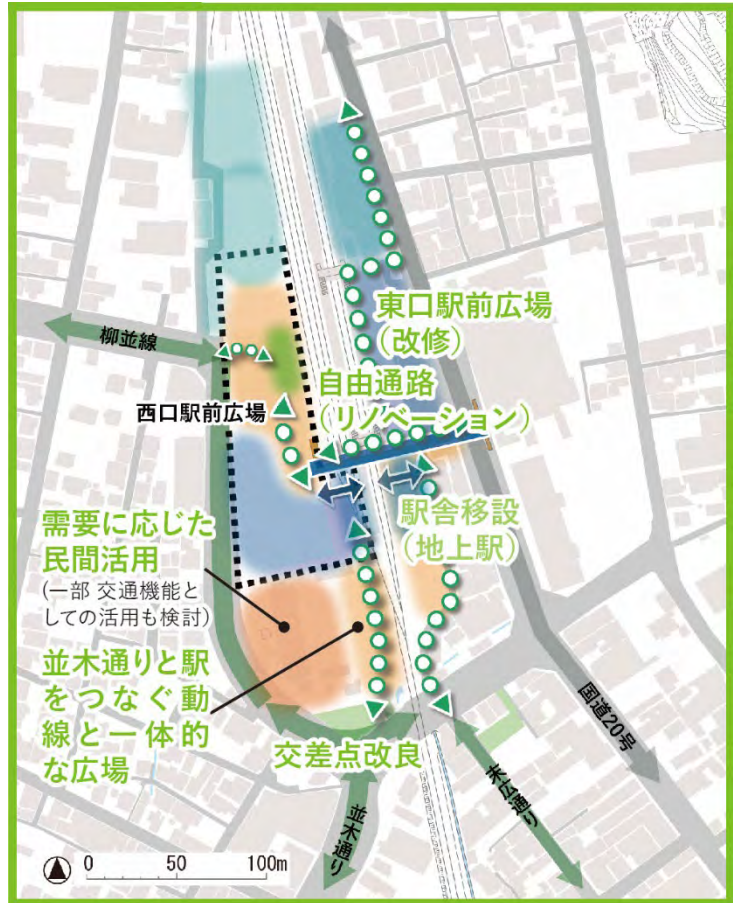 東口駅前広場
(改修)
柳並線
自由通路
(リノベーション)
西口駅前広場
駅舎移設
(地上駅)
需要に応じた
民間活用
(一部 交通機能と
しての活用も検討)
並木通りと駅
をつなぐ動
線と一体的
な広場
交差点改良
国道20号
末広通り
並木通り
0 50 100m